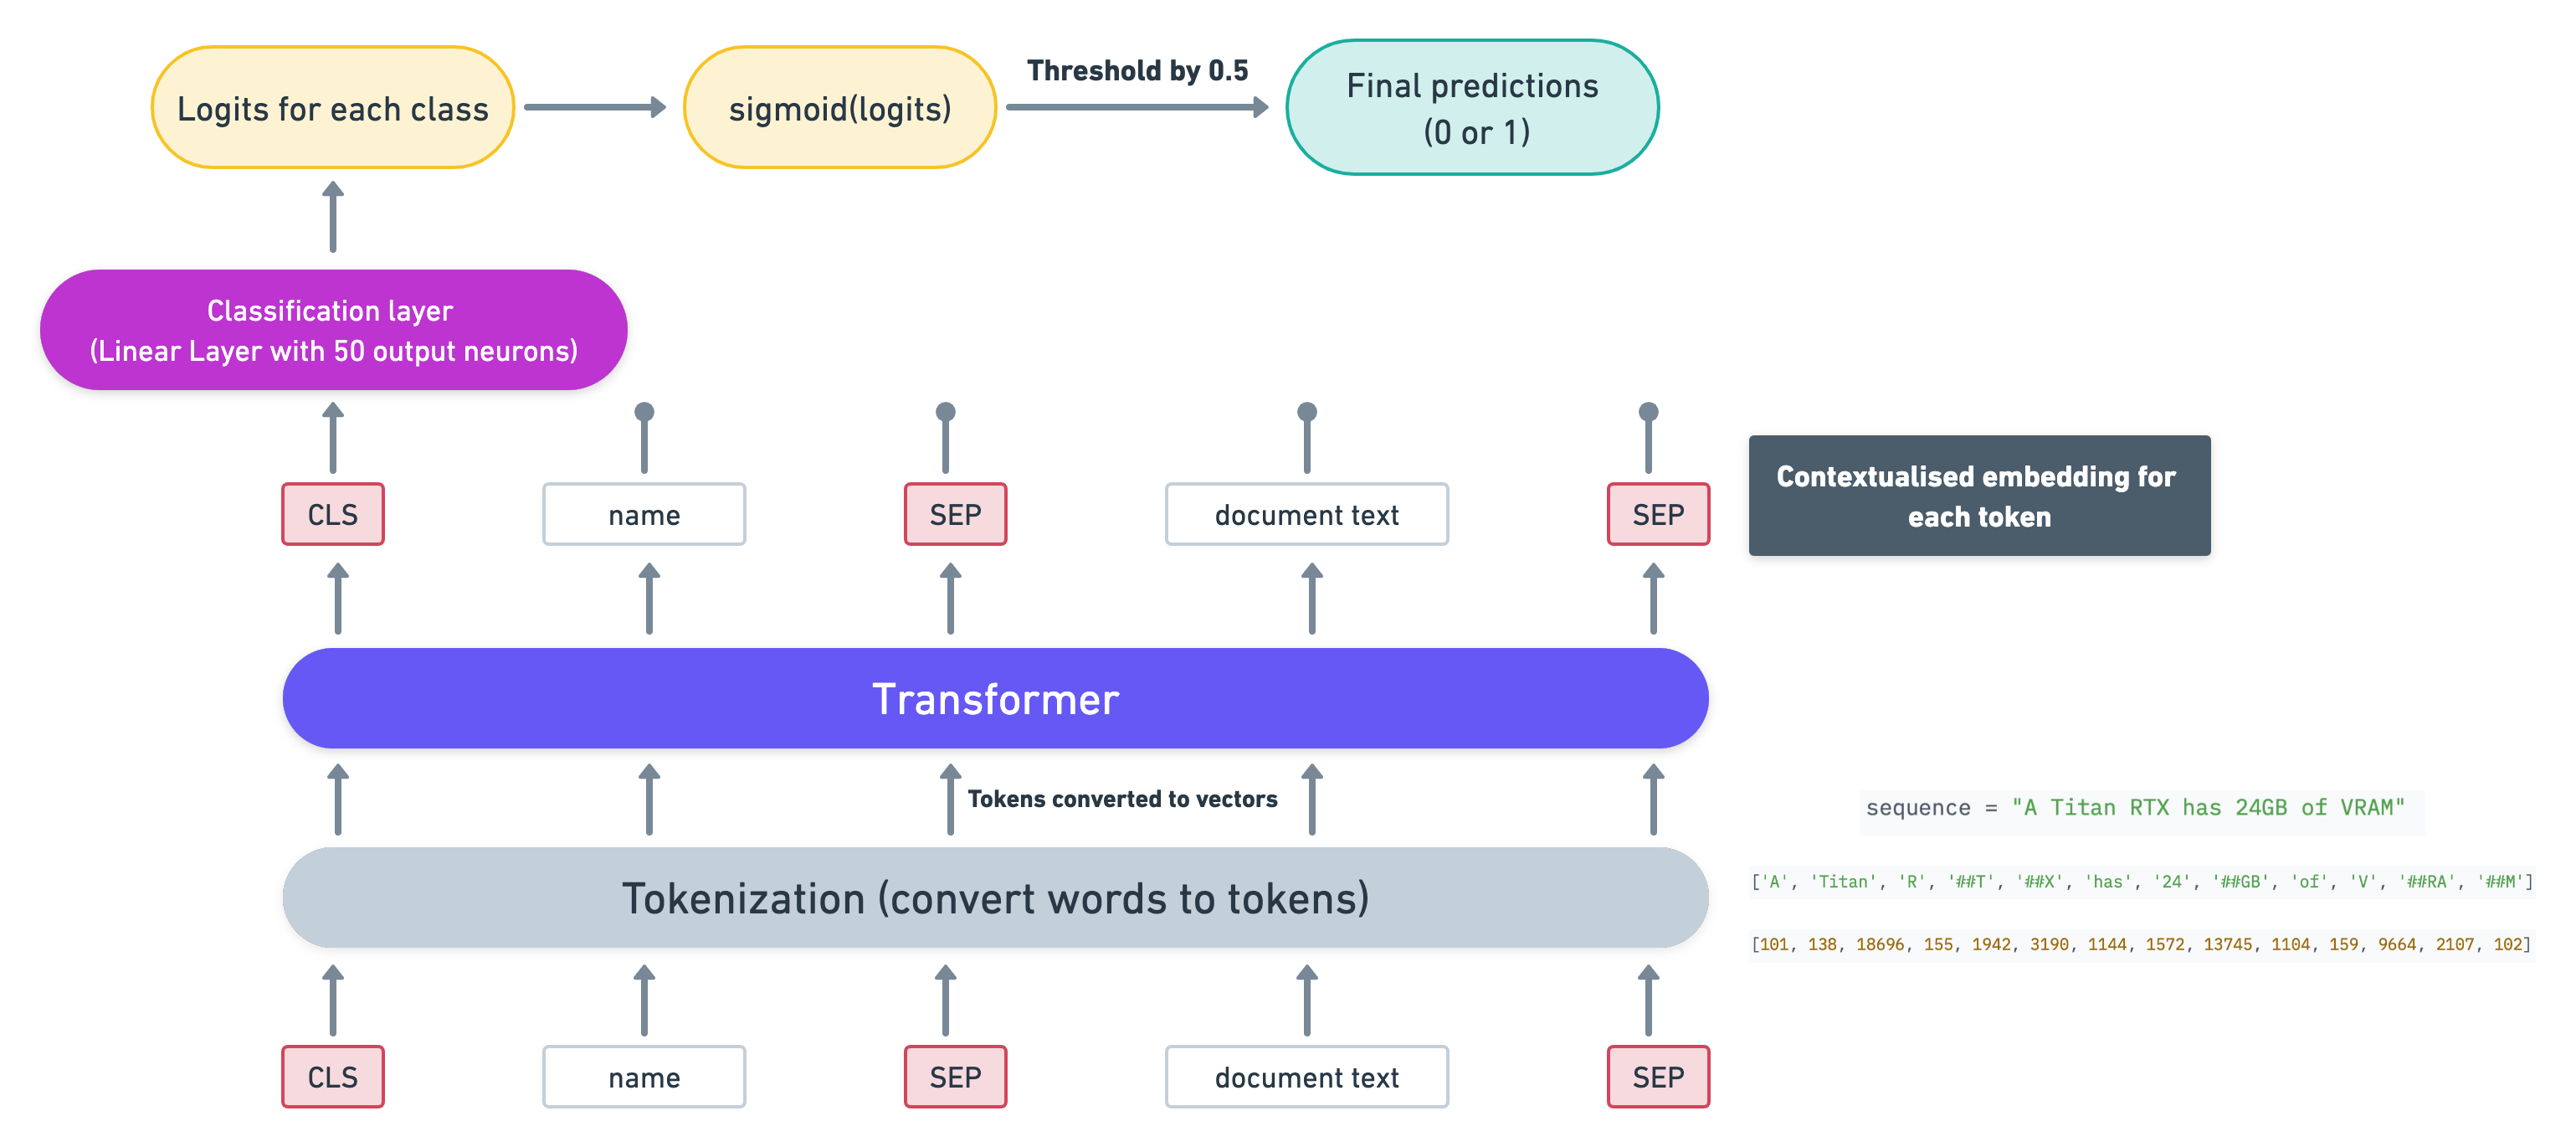 Logits for each class
sigmoid(logits)
Threshold by 0.5
Final predictions
(0 or 1)
Classification layer
(Linear Layer with 50 output neurons)
CLS
name
SEP
document text
SEP
Contextualised embedding for
each token
Transformer
Tokens converted to vectors
sequence = "A Titan RTX has 24GB of VRAM"
Tokenization (convert words to tokens)
['A', 'Titan', 'R', '##T', '##X', 'has', '24', '##GB', 'of', 'V', '##RA', '##M']
[101, 138, 18696, 155, 1942, 3190, 1144, 1572, 13745, 1104, 159, 9664, 2107, 102]
CLS
name
SEP
document text
SEP